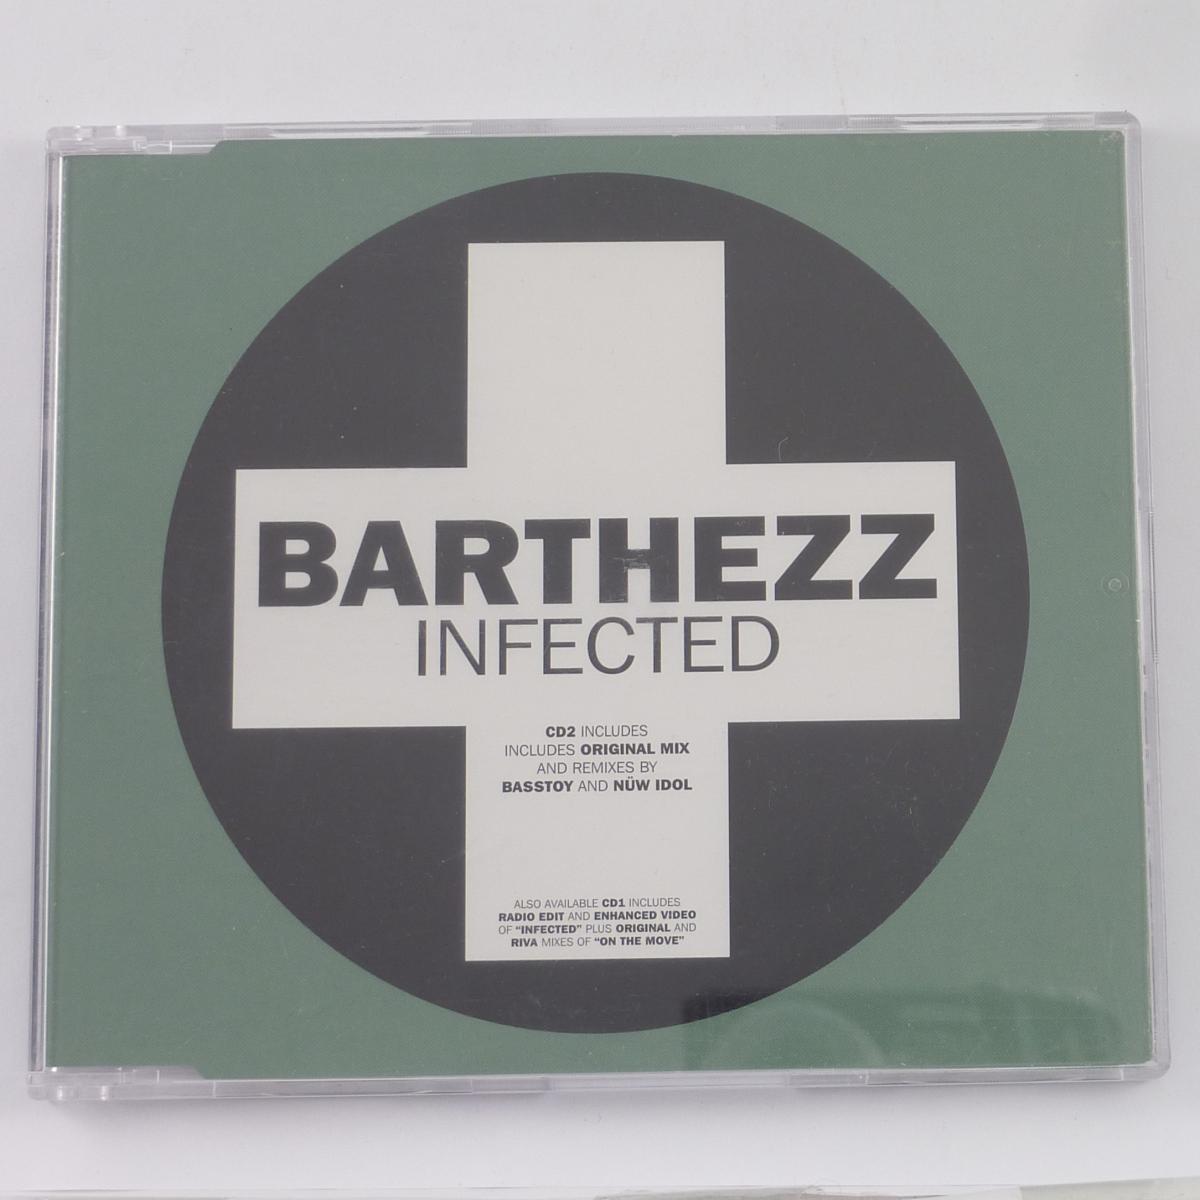 BARTHEZZ
INFECTED
CD2 INCLUDES
INCLUDES ORIGINAL MIX
AND REMIXES BY
BASSTOY AND NÜW IDOL
ALSO AVAILABLE CD1 INCLUDES
RADIO EDIT AND ENHANCED VIDEO
OF “INFECTED” PLUS ORIGINAL AND
RIVA MIXES OF “ON THE MOVE”